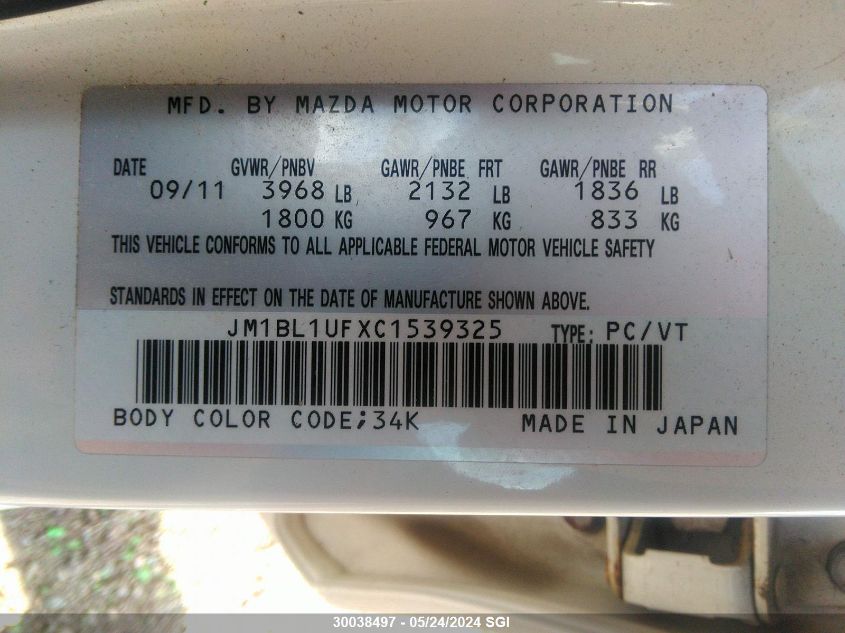 MFD. BY MAZDA MOTOR CORPORATION
DATE GVWR/PNBV GAWR/PNBE FRT GAWR/PNBE RR
09/11 3968 LB 2132 LB 1836 LB
1800 KG 967 KG 833 KG
THIS VEHICLE CONFORMS TO ALL APPLICABLE FEDERAL MOTOR VEHICLE SAFETY
STANDARDS IN EFFECT ON THE DATE OF MANUFACTURE SHOWN ABOVE.
JM1BL1UFXC1539325 TYPE; PC/VT
BODY COLOR CODE;34K MADE IN JAPAN
30038497 - 05/24/2024 SGI